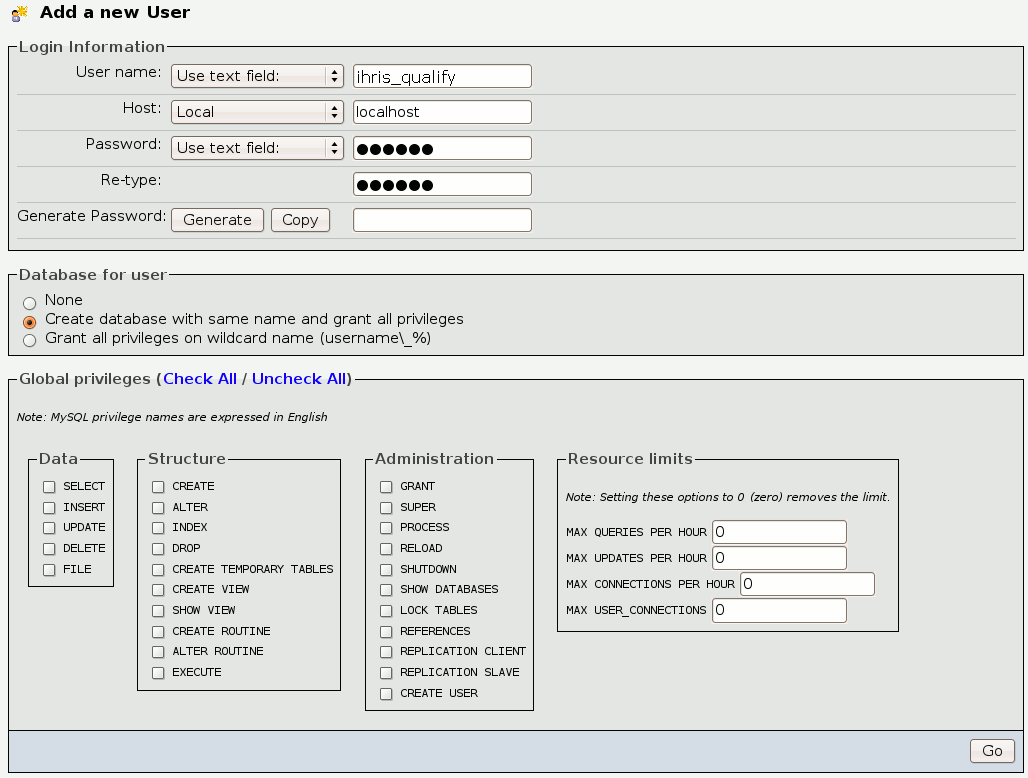 Add a new User
Login Information
User name: Use text field: ihris_qualify
Host: Local localhost
Password: Use text field: ●●●●●●
Re-type: ●●●●●●
Generate Password: Generate Copy
Database for user
None
Create database with same name and grant all privileges
Grant all privileges on wildcard name (username\_%)
Global privileges (Check All / Uncheck All)
Note: MySQL privilege names are expressed in English
Data
SELECT
INSERT
UPDATE
DELETE
FILE
Structure
CREATE
ALTER
INDEX
DROP
CREATE TEMPORARY TABLES
CREATE VIEW
SHOW VIEW
CREATE ROUTINE
ALTER ROUTINE
EXECUTE
Administration
GRANT
SUPER
PROCESS
RELOAD
SHUTDOWN
SHOW DATABASES
LOCK TABLES
REFERENCES
REPLICATION CLIENT
REPLICATION SLAVE
CREATE USER
Resource limits
Note: Setting these options to 0 (zero) removes the limit.
MAX QUERIES PER HOUR 0
MAX UPDATES PER HOUR 0
MAX CONNECTIONS PER HOUR 0
MAX USER_CONNECTIONS 0
Go